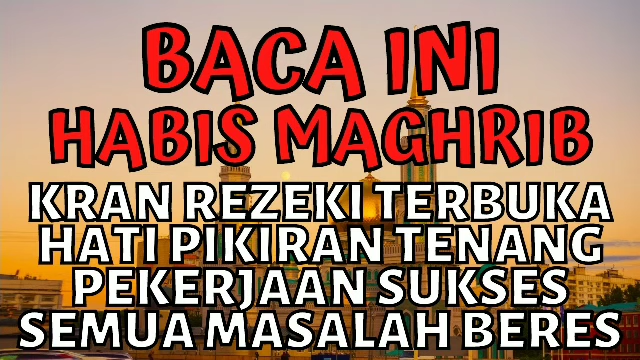 BACA INI
HABIS MAGHRIB
KRAN REZEKI TERBUKA
HATI PIKIRAN TENANG
PEKERJAAN SUKSES
SEMUA MASALAH BERES